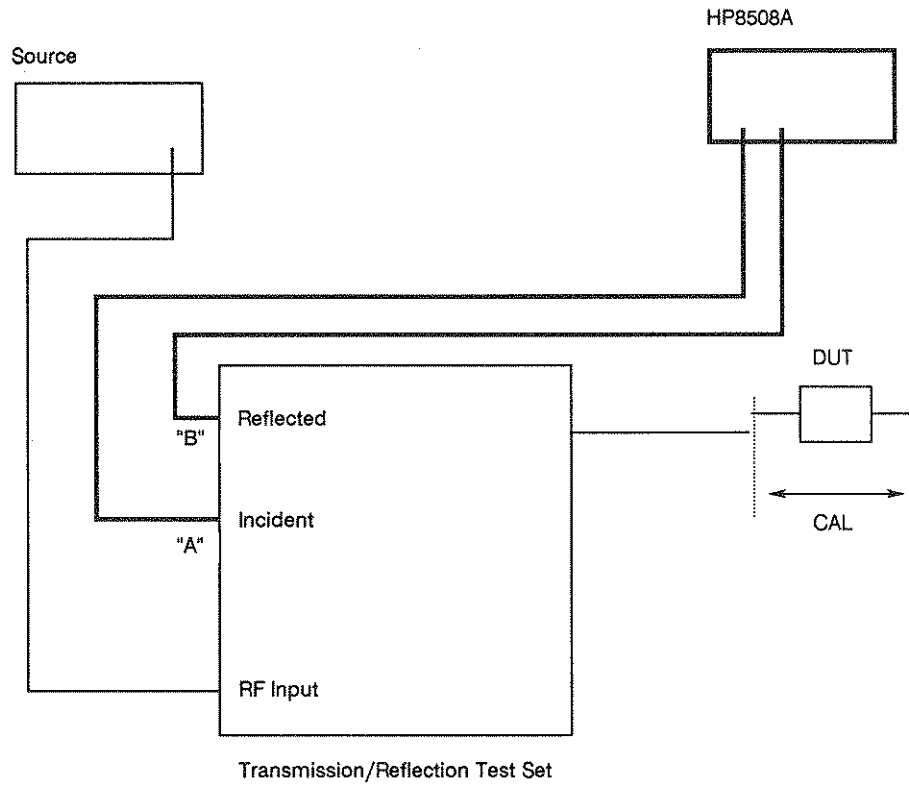 HP8508A
Source
DUT
Reflected
"B"
Incident
"A"
CAL
RF Input
Transmission/Reflection Test Set